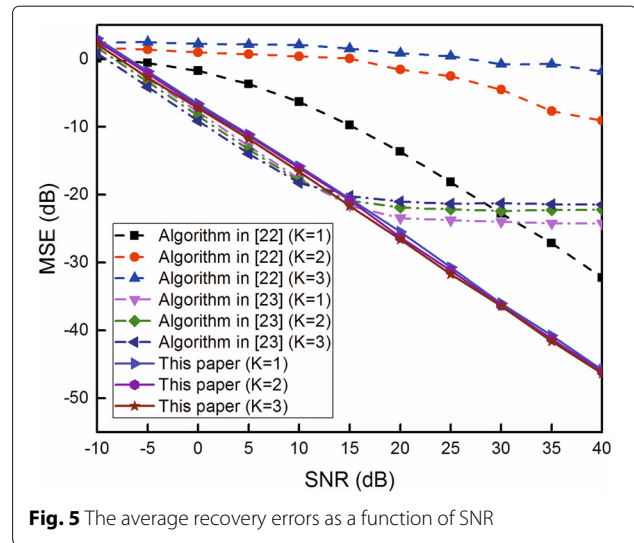 0
-10
-20
-30
-40
-50
MSE (dB)
Algorithm in [22] (K=1)
Algorithm in [22] (K=2)
Algorithm in [22] (K=3)
Algorithm in [23] (K=1)
Algorithm in [23] (K=2)
Algorithm in [23] (K=3)
This paper (K=1)
This paper (K=2)
This paper (K=3)
-10 -5 0 5 10 15 20 25 30 35 40
SNR (dB)
Fig. 5 The average recovery errors as a function of SNR